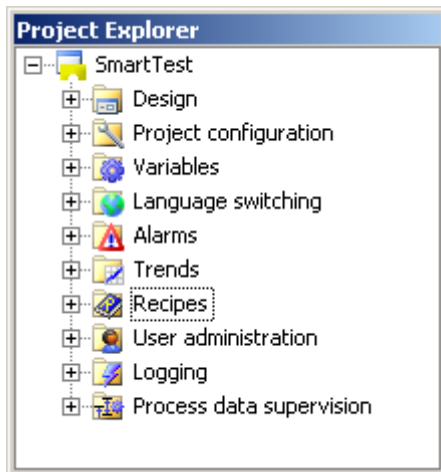 Project Explorer
SmartTest
Design
Project configuration
Variables
Language switching
Alarms
Trends
Recipes
User administration
Logging
Process data supervision